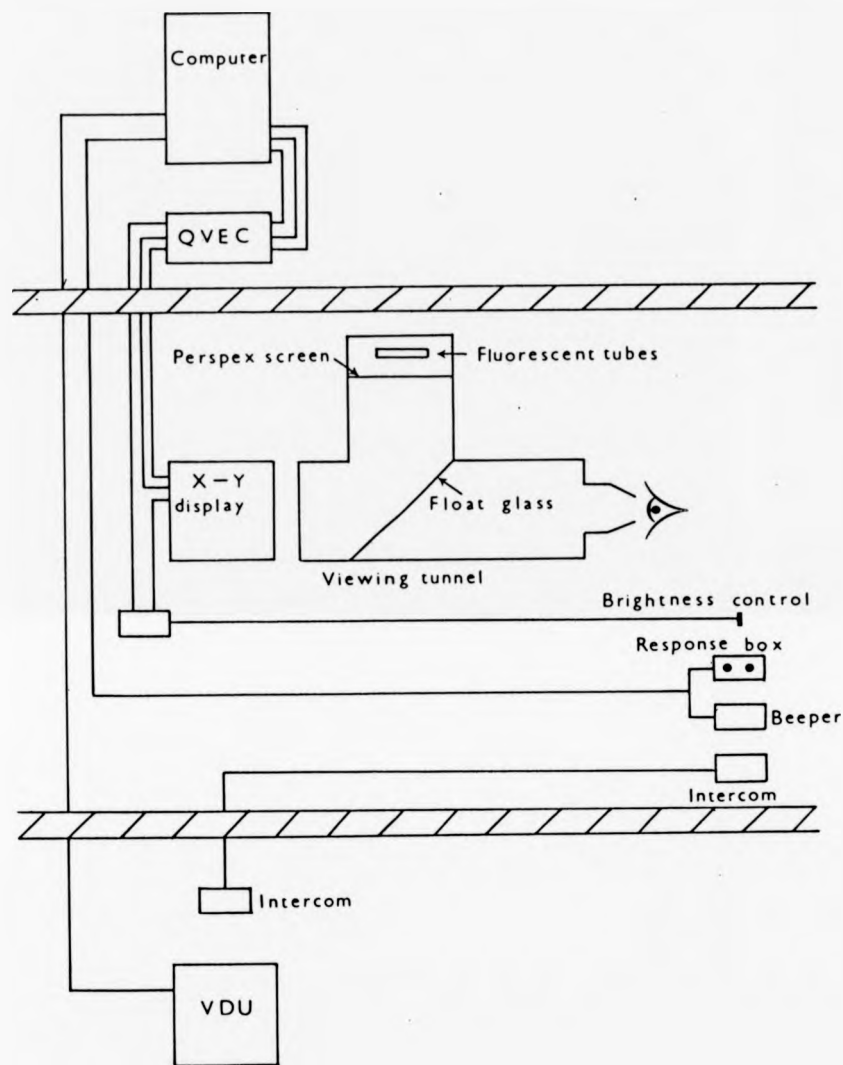 Computer
QVEC
Perspex screen
Fluorescent tubes
X-Y
display
Float glass
Viewing tunnel
Brightness control
Response box
Beeper
Intercom
Intercom
VDU